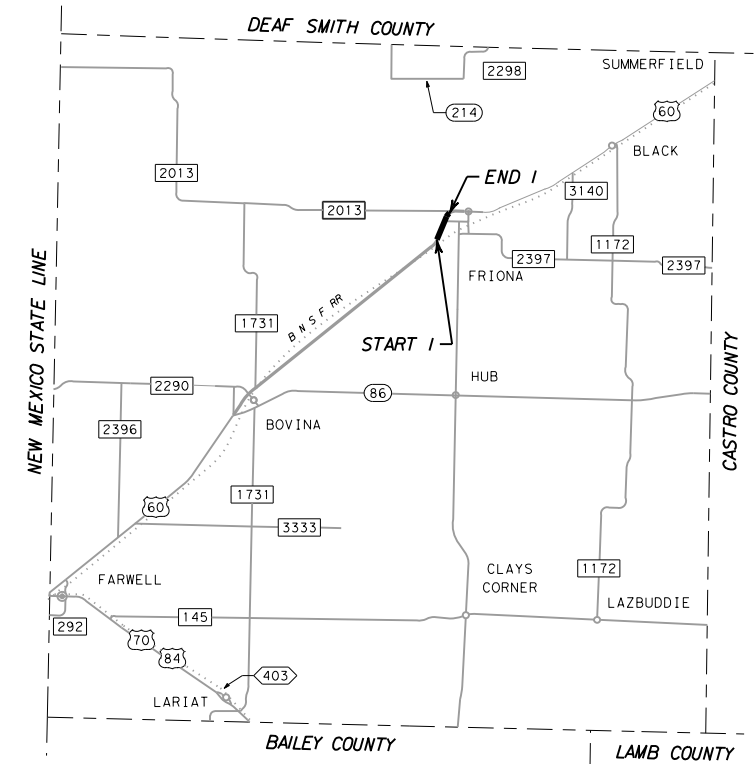 DEAF SMITH COUNTY
SUMMERFIELD
2298
60
214
BLACK
END 1
2013
3140
2013
1172
2397
2397
FRIONA
NEW MEXICO STATE LINE
B N S F RR
1731
START 1
CASTRO COUNTY
HUB
2290
86
2396
BOVINA
1731
60
3333
CLAYS
CORNER
1172
FARWELL
LAZBUDDIE
292
145
70
84
403
LARIAT
BAILEY COUNTY
LAMB COUNTY